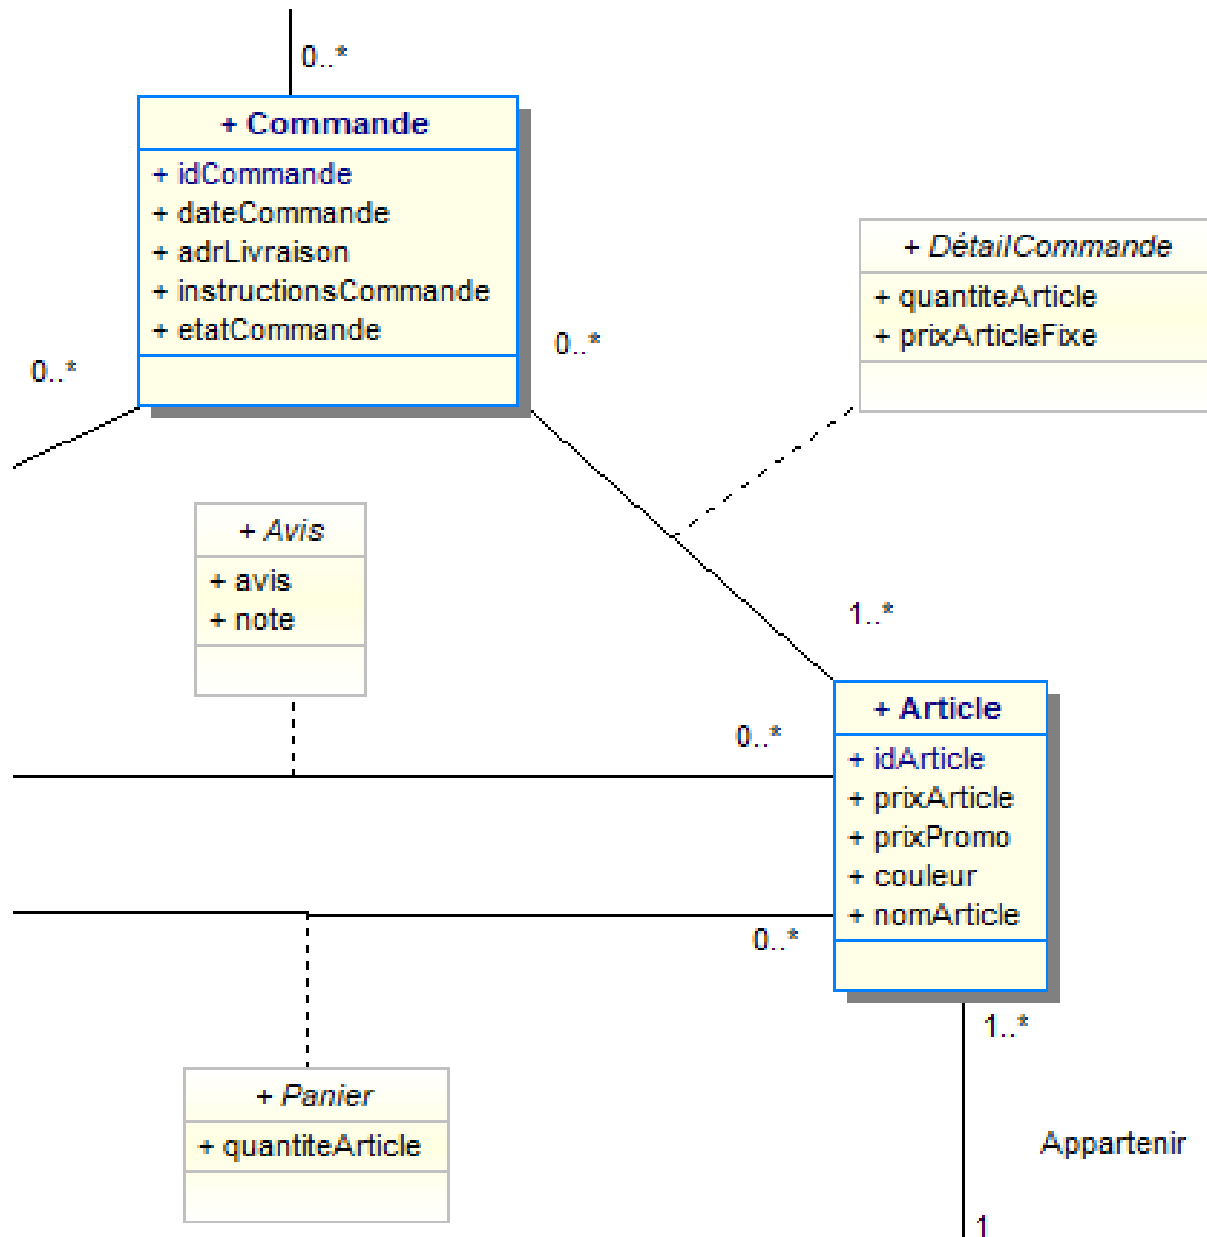 0..*
+ Commande
+ idCommande
+ dateCommande
+ adrLivraison
+ instructionsCommande
+ etatCommande
+ DétailCommande
+ quantiteArticle
+ prixArticleFixe
0..*
0..*
+ Avis
+ avis
+ note
1..*
+ Article
+ idArticle
+ prixArticle
+ prixPromo
+ couleur
+ nomArticle
0..*
0..*
1..*
+ Panier
+ quantiteArticle
Appartenir
1